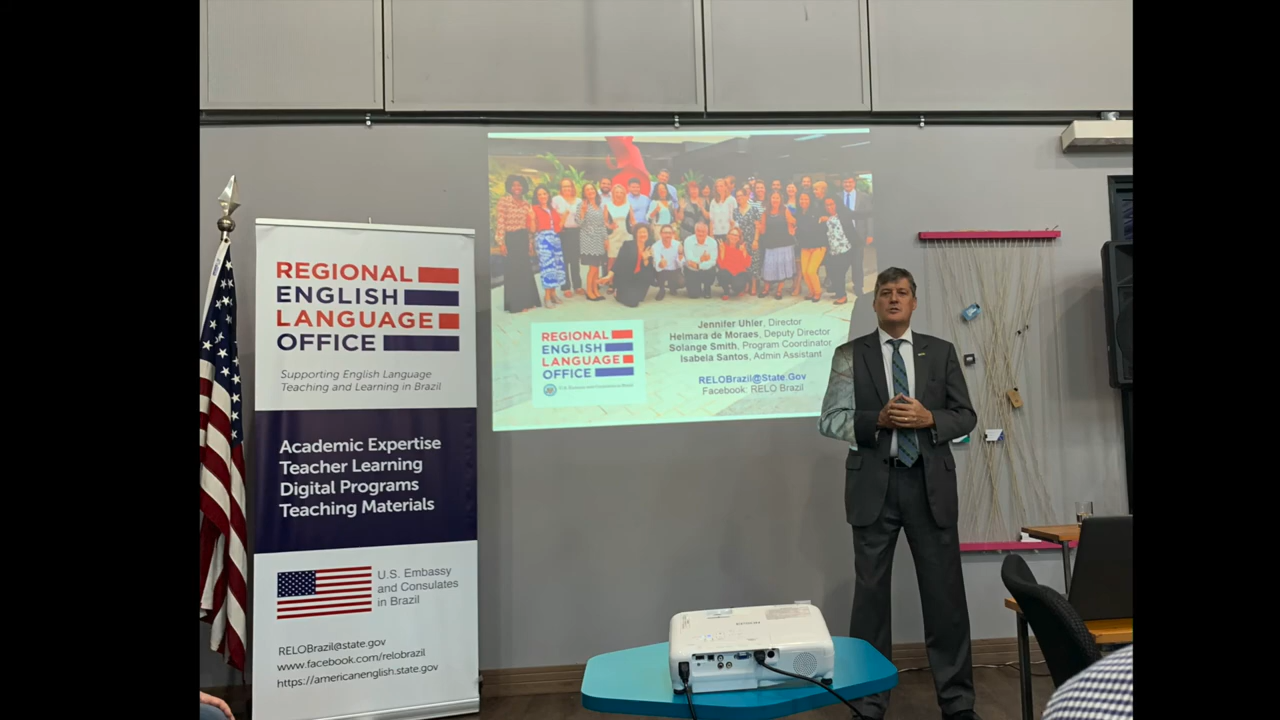 REGIONAL
ENGLISH
LANGUAGE
OFFICE
Supporting English Language
Teaching and Learning in Brazil
Academic Expertise
Teacher Learning
Digital Programs
Teaching Materials
U.S. Embassy
and Consulates
in Brazil
RELOBrazil@state.gov
www.facebook.com/relobrazil
https://americanenglish.state.gov
REGIONAL
ENGLISH
LANGUAGE
OFFICE
Jennifer Uhler, Director
Helmara de Moraes, Deputy Director
Solange Smith, Program Coordinator
Isabela Santos, Admin Assistant
RELOBrazil@State.Gov
Facebook: RELO Brazil